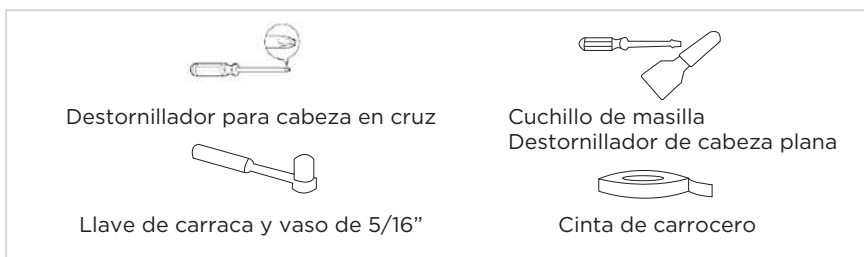 Destornillador para cabeza en cruz
Cuchillo de masilla
Destornillador de cabeza plana
Llave de carraca y vaso de 5/16”
Cinta de carrocero